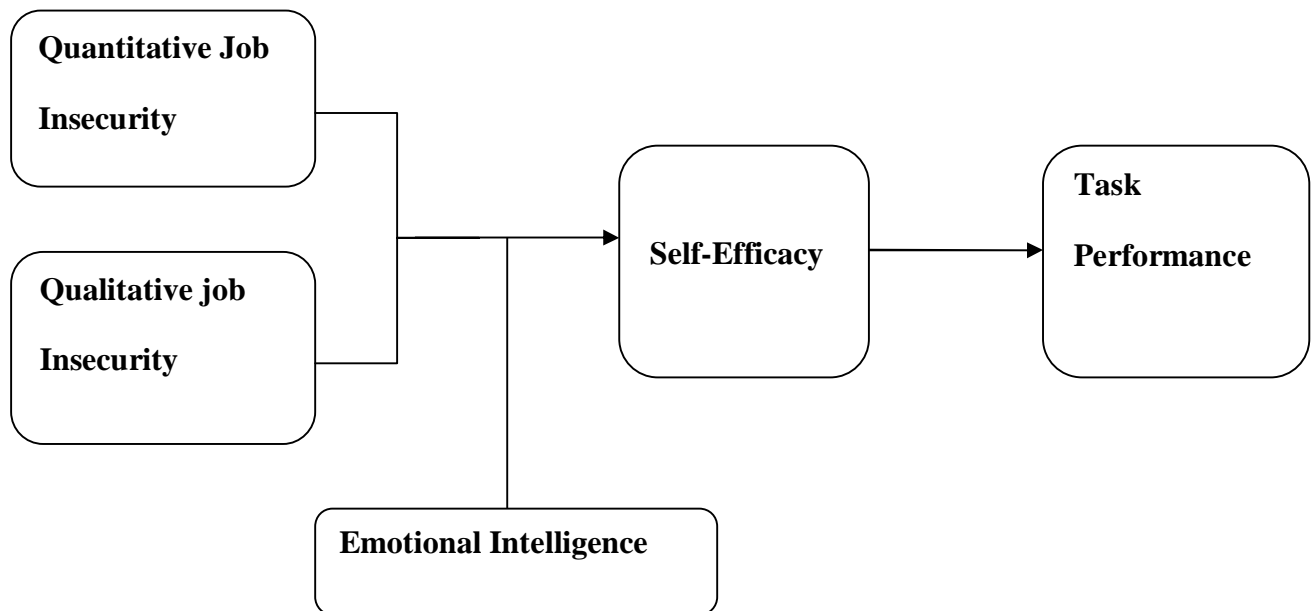 Quantitative Job
Insecurity
Qualitative job
Insecurity
Self-Efficacy
Task
Performance
Emotional Intelligence